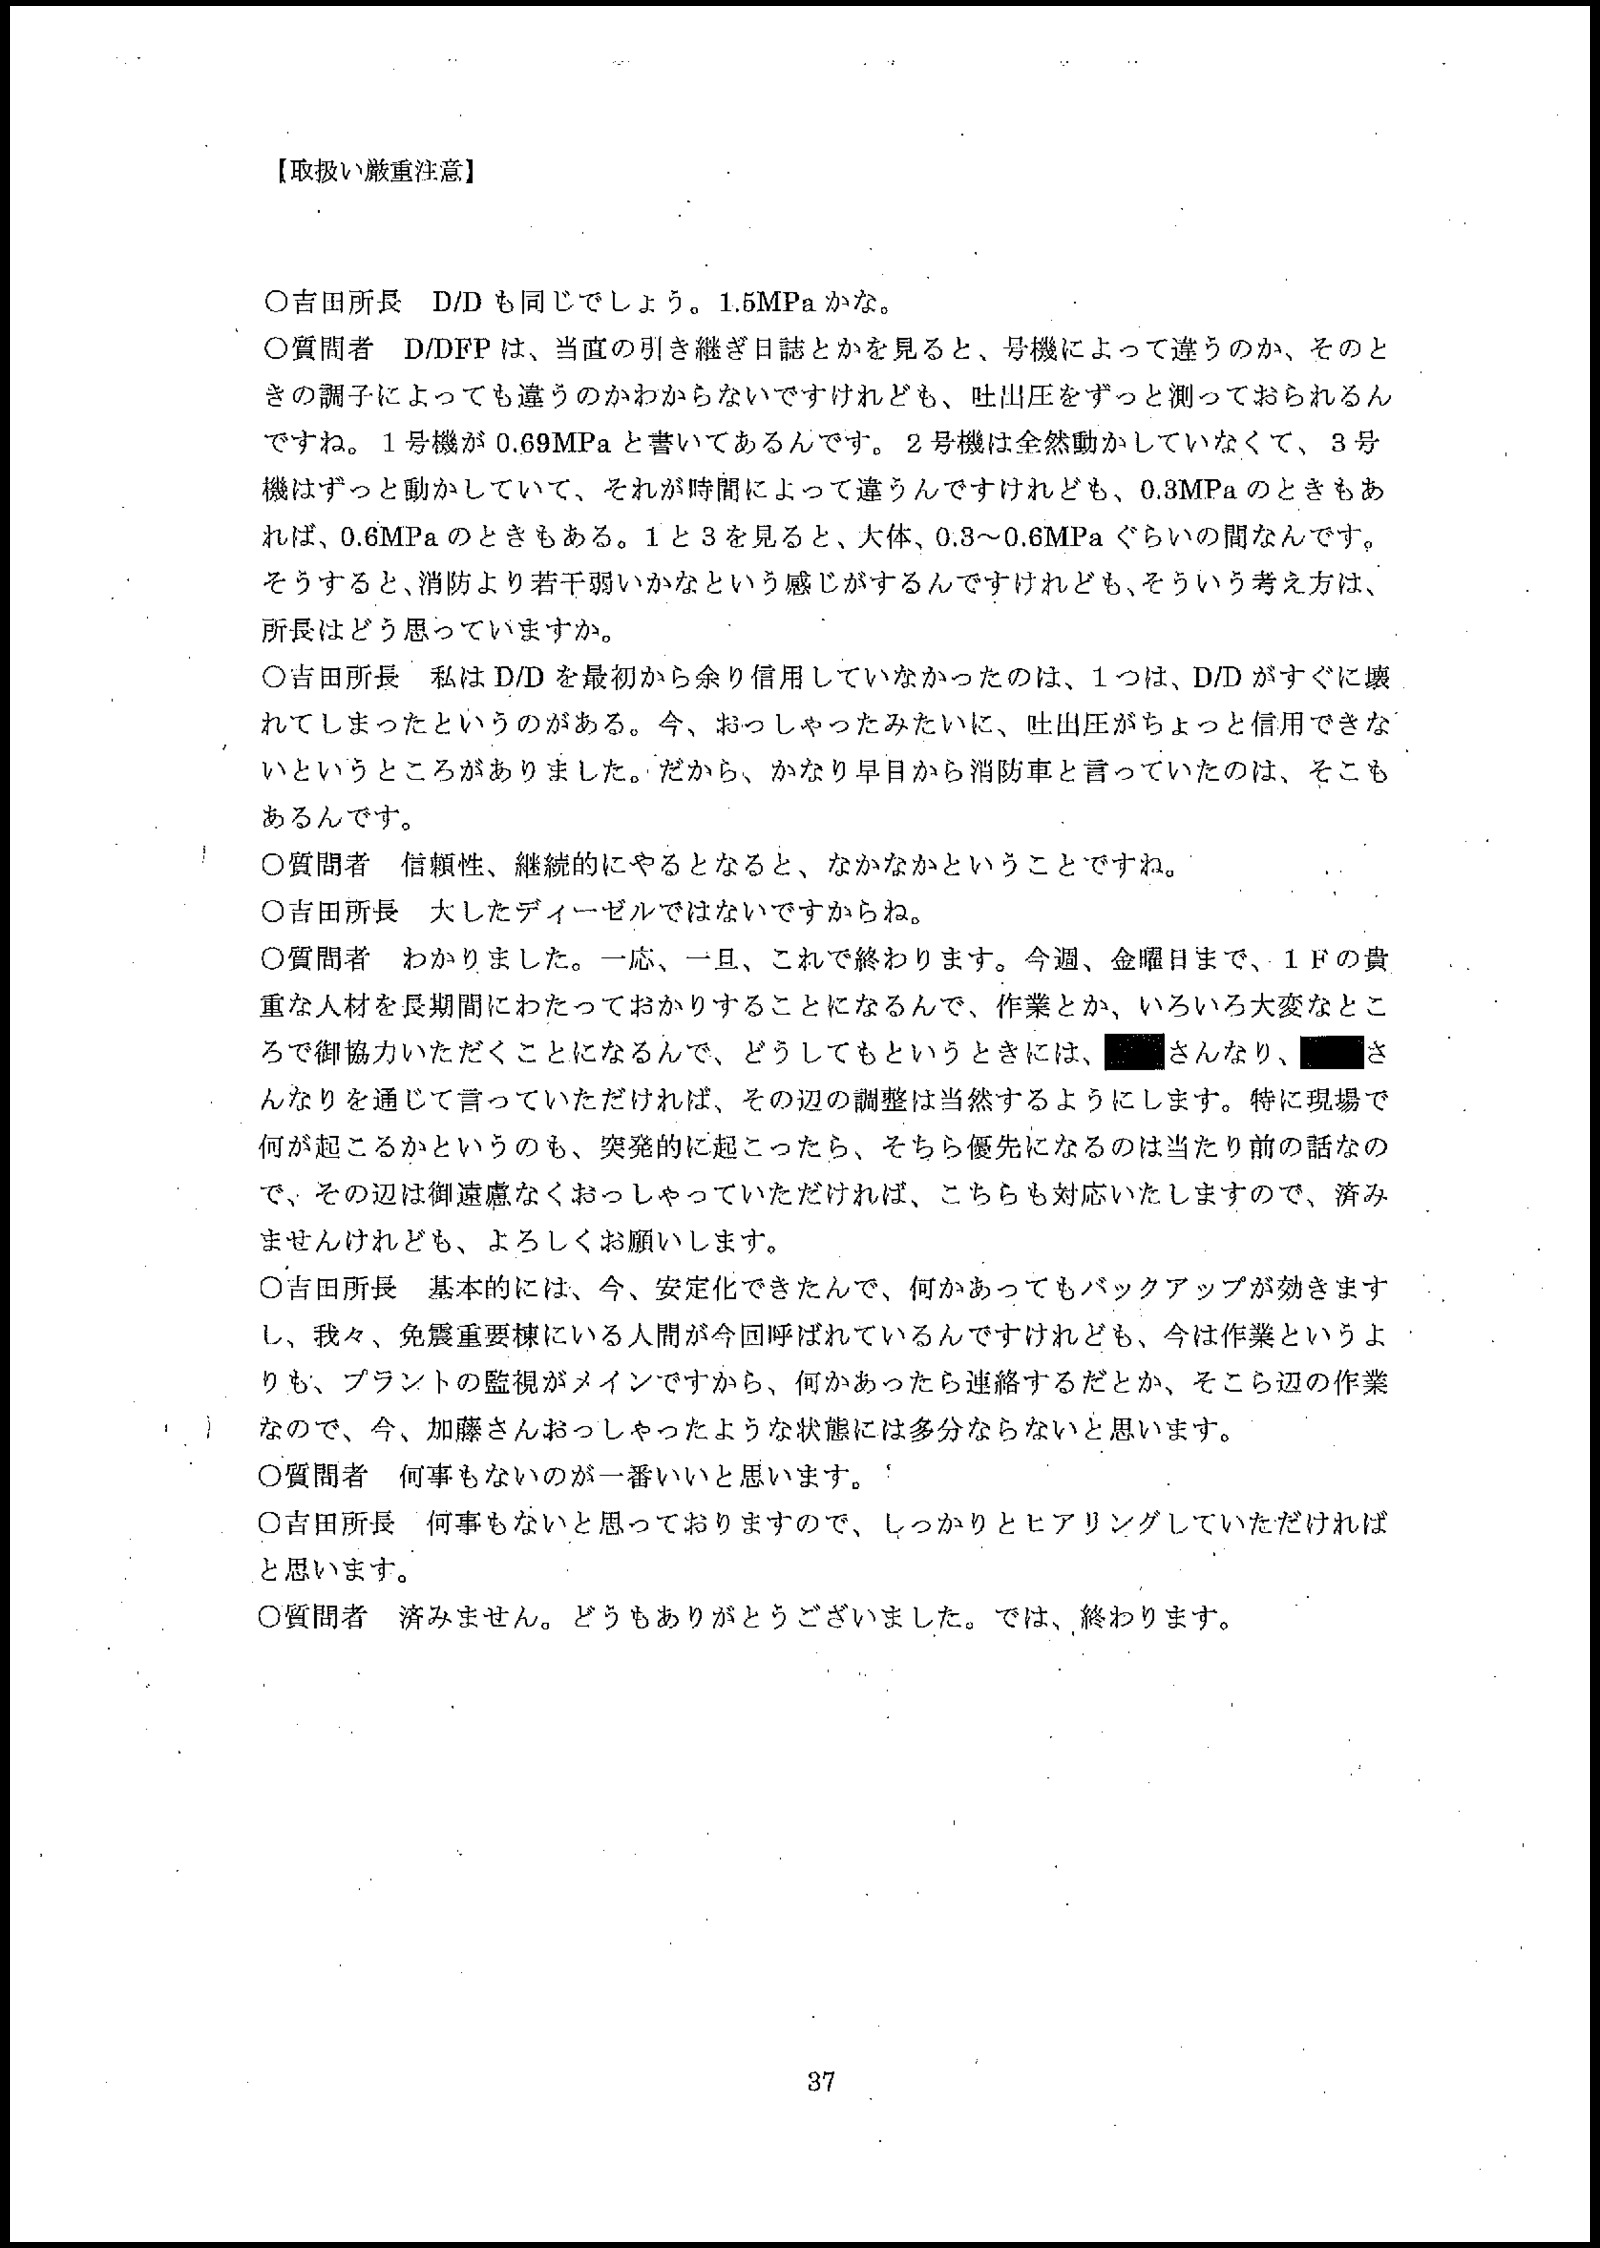 【取扱い厳重注意】
○吉田所長　D/D も同じでしょう。1.5MPa かな。
○質問者　D/DFP は、当直の引き継ぎ日誌とかを見ると、号機によって違うのか、そのと
きの調子によっても違うのかわからないですけれども、吐出圧をずっと測っておられるん
ですね。１号機が 0.69MPa と書いてあるんです。２号機は全然動かしていなくて、３号
機はずっと動かしていて、それが時間によって違うんですけれども、0.3MPa のときもあ
れば、0.6MPa のときもある。１と３を見ると、大体、0.3～0.6MPa ぐらいの間なんです。
そうすると、消防より若干弱いかなという感じがするんですけれども、そういう考え方は、
所長はどう思っていますか。
○吉田所長　私は D/D を最初から余り信用していなかったのは、１つは、D/D がすぐに壊
れてしまったというのがある。今、おっしゃったみたいに、吐出圧がちょっと信用できな
いというところがありました。だから、かなり早目から消防車と言っていたのは、そこも
あるんです。
○質問者　信頼性、継続的にやるとなると、なかなかということですね。
○吉田所長　大したディーゼルではないですからね。
○質問者　わかりました。一応、一旦、これで終わります。今週、金曜日まで、１Ｆの貴
重な人材を長期間にわたっておかりすることになるんで、作業とか、いろいろ大変なとこ
ろで御協力いただくことになるんで、どうしてもというときには、さんなり、さ
んなりを通じて言っていただければ、その辺の調整は当然するようにします。特に現場で
何が起こるかというのも、突発的に起こったら、そちら優先になるのは当たり前の話なの
で、その辺は御遠慮なくおっしゃっていただければ、こちらも対応いたしますので、済み
ませんけれども、よろしくお願いします。
○吉田所長　基本的には、今、安定化できたんで、何かあってもバックアップが効きます
し、我々、免震重要棟にいる人間が今回呼ばれているんですけれども、今は作業というよ
りも、プラントの監視がメインですから、何かあったら連絡するだとか、そこら辺の作業
なので、今、加藤さんおっしゃったような状態には多分ならないと思います。
○質問者　何事もないのが一番いいと思います。
○吉田所長　何事もないと思っておりますので、しっかりとヒアリングしていただければ
と思います。
○質問者　済みません。どうもありがとうございました。では、終わります。
37